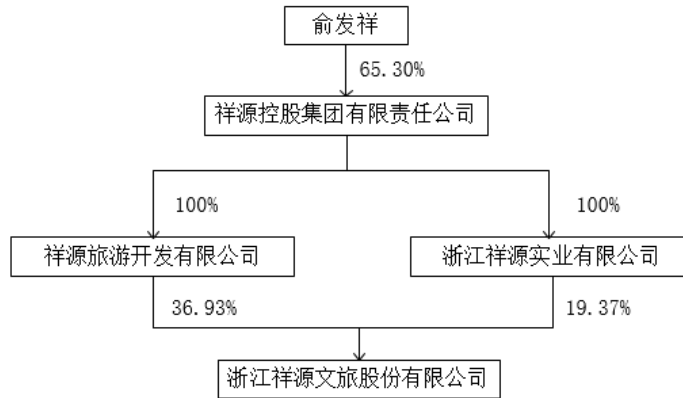 俞发祥
65.30%
祥源控股集团有限责任公司
100%
100%
祥源旅游开发有限公司
浙江祥源实业有限公司
36.93%
19.37%
浙江祥源文旅股份有限公司